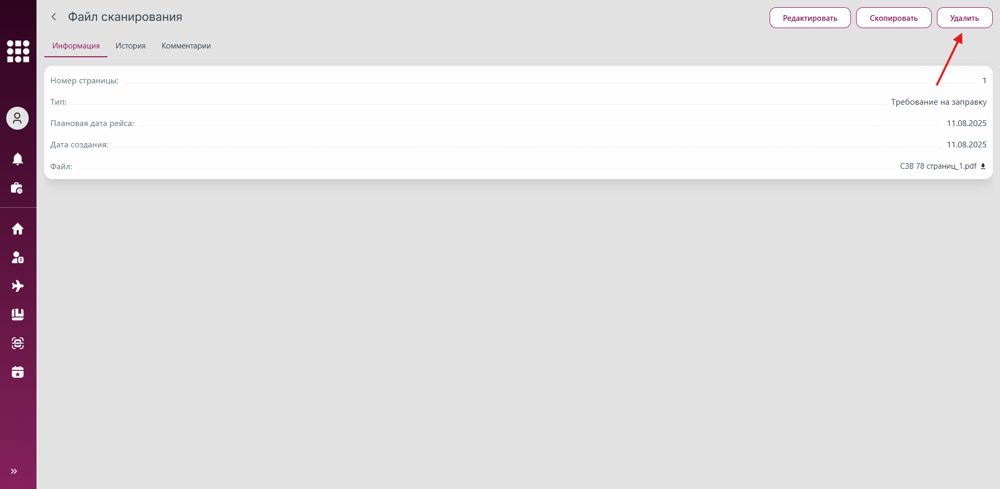 Файл сканирования
Редактировать
Скопировать
Удалить
Информация
История
Комментарии
Номер страницы: 1
Тип: Требование на заправку
Плановая дата рейса: 11.08.2025
Дата создания: 11.08.2025
Файл: СЗВ 78 страниц_1.pdf